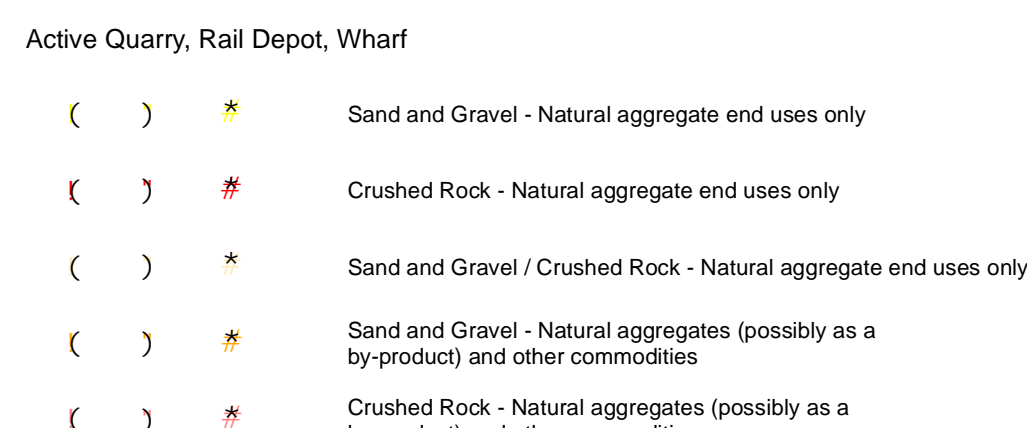 Active Quarry, Rail Depot, Wharf
!( ") #* Sand and Gravel - Natural aggregate end uses only
!( ") #* Crushed Rock - Natural aggregate end uses only
!( ") #* Sand and Gravel / Crushed Rock - Natural aggregate end uses only
!( ") #* Sand and Gravel - Natural aggregates (possibly as a
by-product) and other commodities
!( ") #* Crushed Rock - Natural aggregates (possibly as a